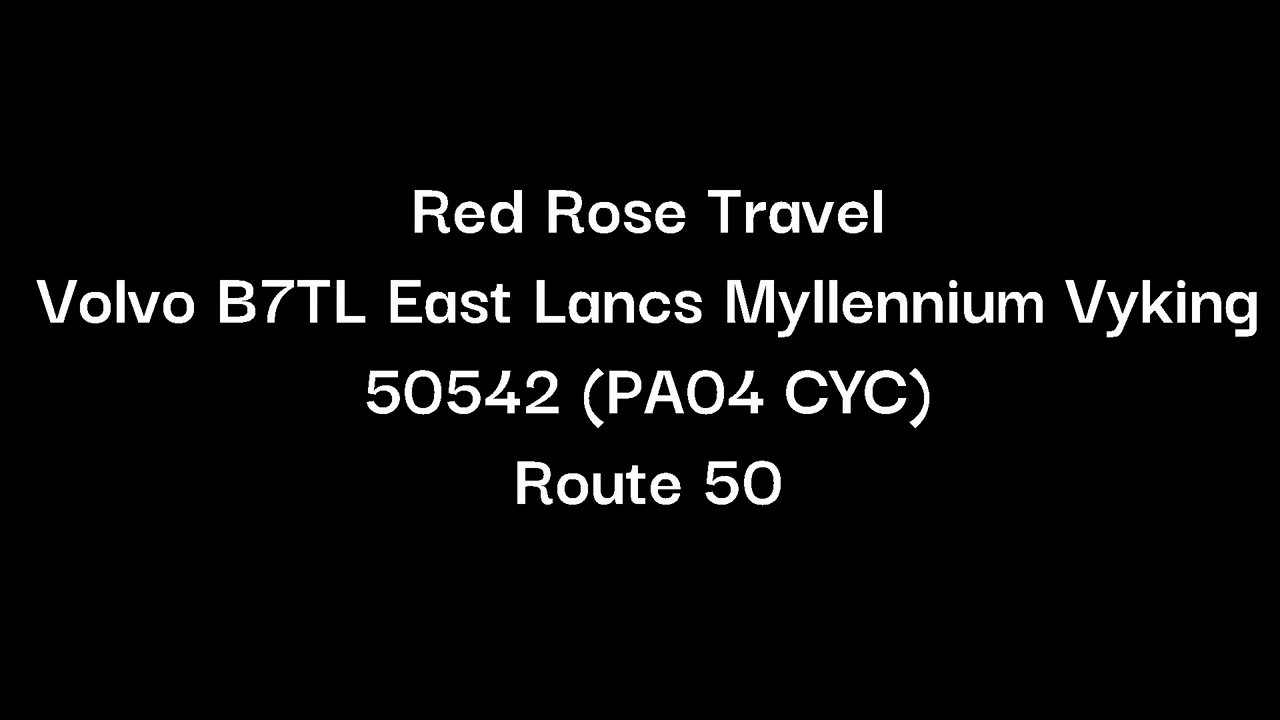 Red Rose Travel
Volvo B7TL East Lancs Myllennium Vyking
50542 (PA04 CYC)
Route 50